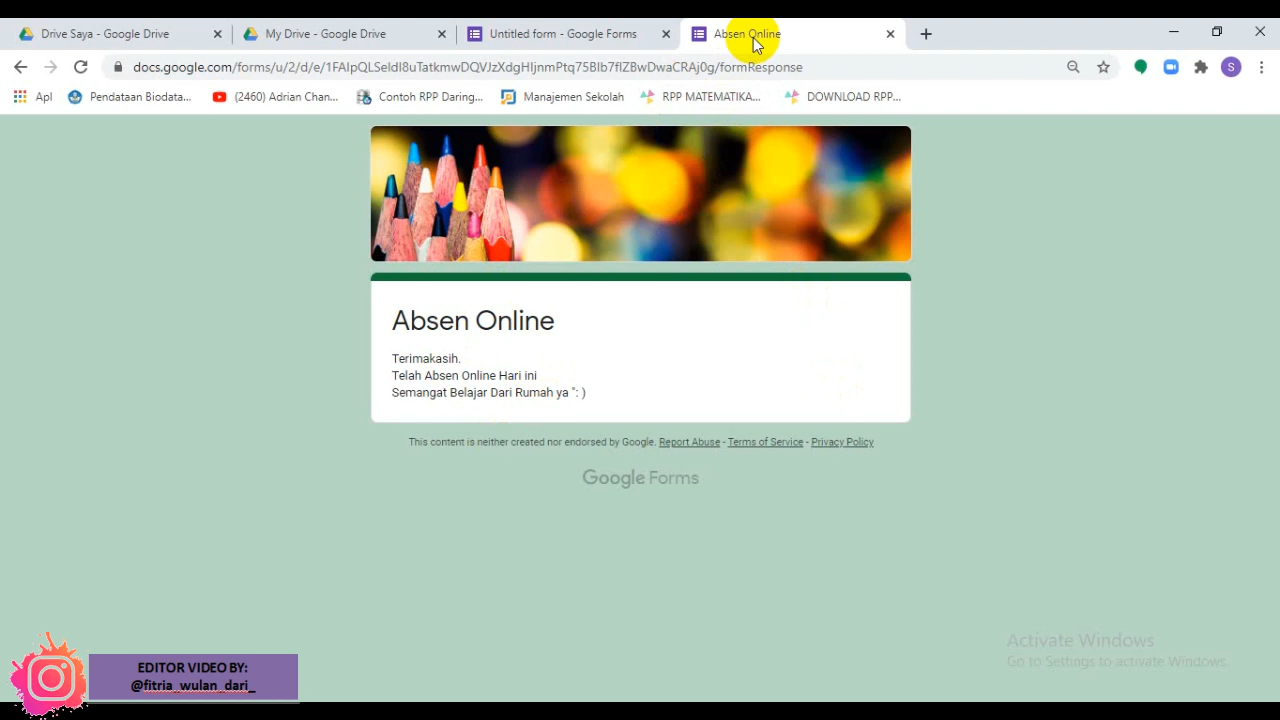 Drive Saya - Google Drive
My Drive - Google Drive
Untitled form - Google Forms
Absen Online
docs.google.com/forms/u/2/d/e/1FAIpQLSeIdI8uTatkmwDQVJzXdgHIjnmPtq75BIb7fIZBwDwaCRAj0g/formResponse
S
Apl
Pendataan Biodata...
(2460) Adrian Chan...
Contoh RPP Daring...
Manajemen Sekolah
RPP MATEMATIKA...
DOWNLOAD RPP...
Absen Online
Terimakasih.
Telah Absen Online Hari ini
Semangat Belajar Dari Rumah ya ": )
This content is neither created nor endorsed by Google. Report Abuse - Terms of Service - Privacy Policy
Google Forms
Activate Windows
Go to Settings to activate Windows.
EDITOR VIDEO BY:
@fitria_wulan_dari_